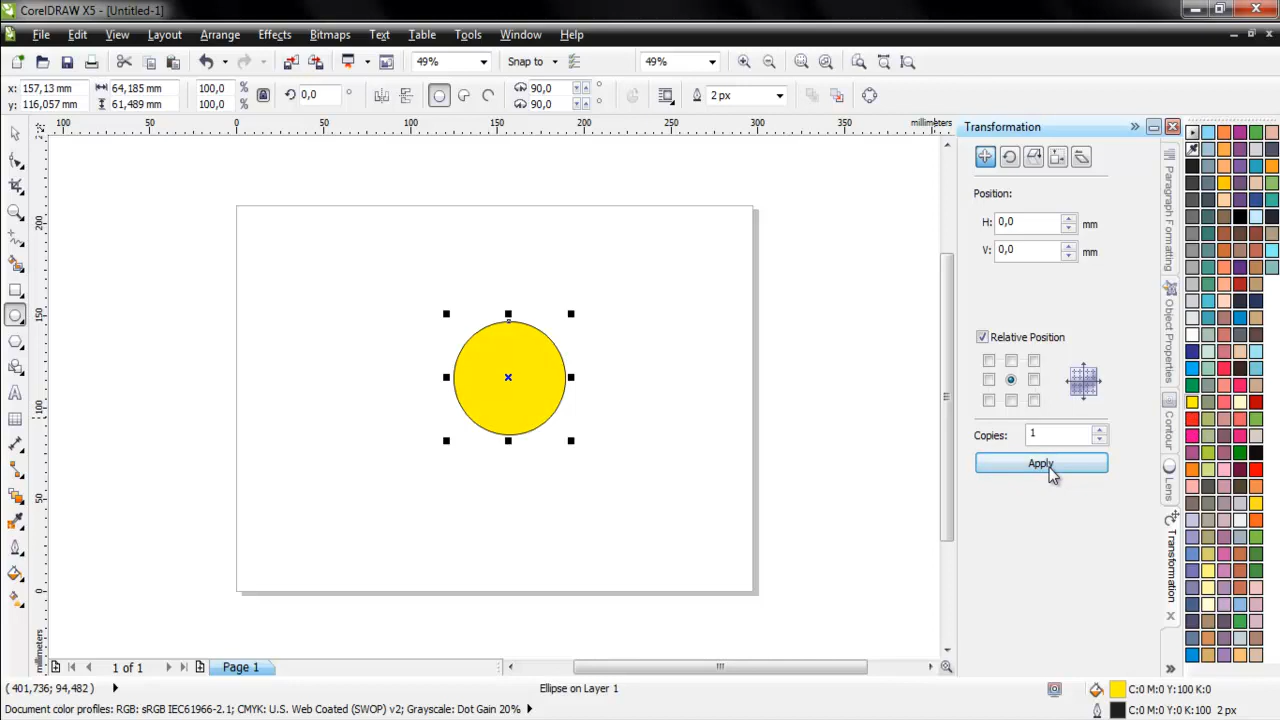 CorelDRAW X5 - [Untitled-1]
File Edit View Layout Arrange Effects Bitmaps Text Table Tools Window Help
49% Snap to 49%
x: 157,13 mm 64,185 mm 100,0 % 0,0 ° 90,0 ° 2 px
y: 116,057 mm 61,489 mm 100,0 % 90,0 °
100 50 0 50 100 150 200 250 300 350 millimeters
200
150
100
50
0
millimeters
Transformation
Position:
H: 0,0 mm
V: 0,0 mm
Relative Position
Copies: 1
Apply
Paragraph Formatting
Object Properties
Contour
Lens
Transformation
1 of 1 Page 1
( 401,736; 94,482 ) Ellipse on Layer 1 C:0 M:0 Y:100 K:0
Document color profiles: RGB: sRGB IEC61966-2.1; CMYK: U.S. Web Coated (SWOP) v2; Grayscale: Dot Gain 20% C:0 M:0 Y:0 K:100 2 px